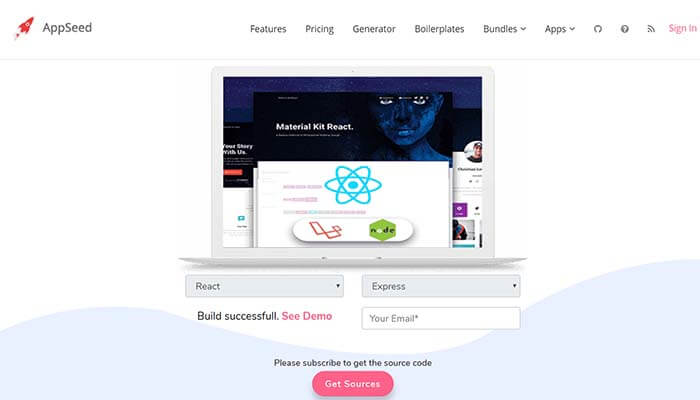 AppSeed
Features Pricing Generator Boilerplates Bundles Apps Sign In
Material Kit React.
Your
With Us.
node
React
Express
Build successfull. See Demo
Your Email*
Please subscribe to get the source code
Get Sources